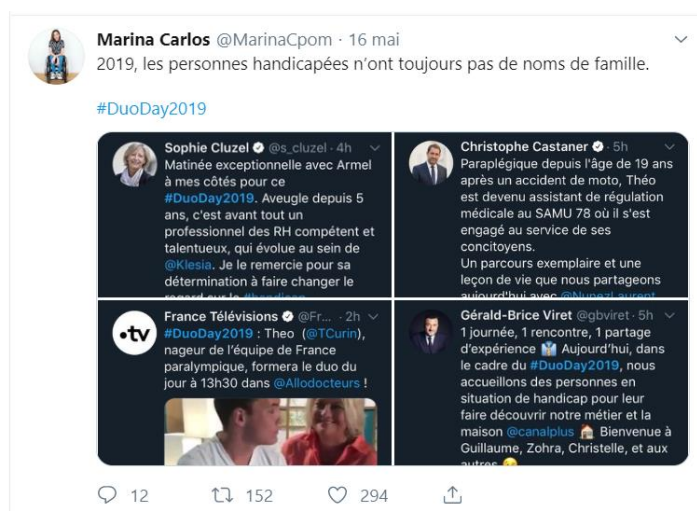 Marina Carlos @MarinaCpom · 16 mai
2019, les personnes handicapées n’ont toujours pas de noms de famille.
#DuoDay2019
Sophie Cluzel @s_cluzel · 4h
Matinée exceptionnelle avec Armel
à mes côtés pour ce
#DuoDay2019. Aveugle depuis 5
ans, c'est avant tout un
professionnel des RH compétent et
talentueux, qui évolue au sein de
@Klesia. Je le remercie pour sa
détermination à faire changer le
regard sur le #handicap
Christophe Castaner · 5h
Paraplégique depuis l'âge de 19 ans
après un accident de moto, Théo
est devenu assistant de régulation
médicale au SAMU 78 où il s'est
engagé au service de ses
concitoyens.
Un parcours exemplaire et une
leçon de vie que nous partageons
aujourd'hui avec @NunezLaurent
France Télévisions @Fr... · 2h
•tv
#DuoDay2019 : Theo (@TCurin),
nageur de l'équipe de France
paralympique, formera le duo du
jour à 13h30 dans @Allodocteurs !
Gérald-Brice Viret @gbviret · 5h
1 journée, 1 rencontre, 1 partage
d'expérience 👔 Aujourd'hui, dans
le cadre du #DuoDay2019, nous
accueillons des personnes en
situation de handicap pour leur
faire découvrir notre métier et la
maison @canalplus 🏠 Bienvenue à
Guillaume, Zohra, Christelle, et aux
autres
12 152 294